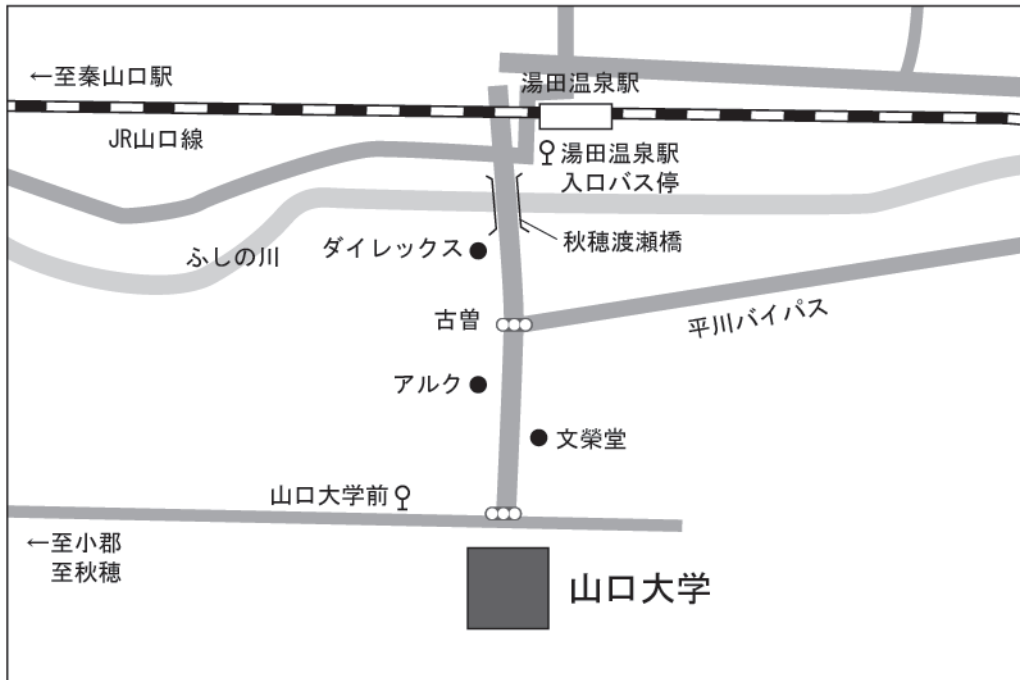 ←至秦山口駅
湯田温泉駅
JR山口線
湯田温泉駅
入口バス停
ふしの川
ダイレックス
秋穂渡瀬橋
古曽
平川バイパス
アルク
文榮堂
山口大学前
←至小郡
至秋穂
山口大学